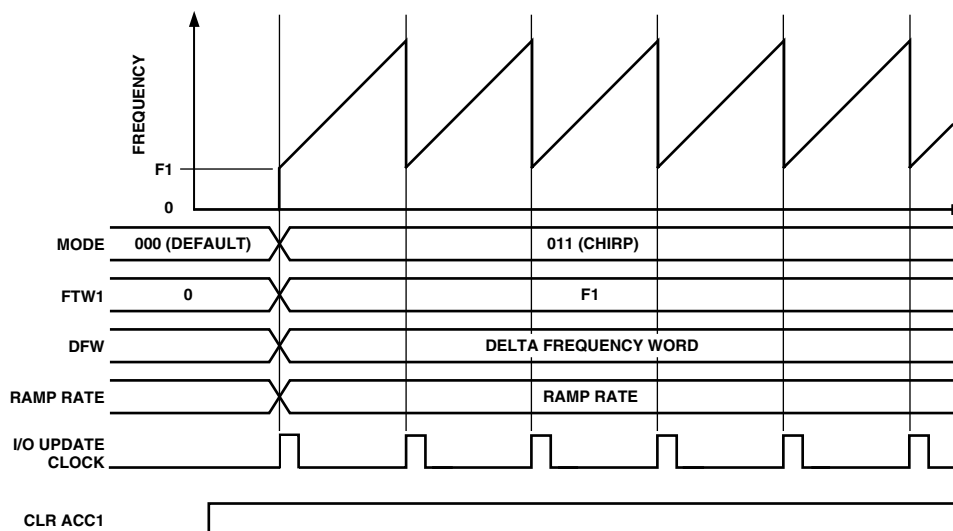 FREQUENCY
F1
0
MODE
000 (DEFAULT)
011 (CHIRP)
FTW1
0
F1
DFW
DELTA FREQUENCY WORD
RAMP RATE
RAMP RATE
I/O UPDATE
CLOCK
CLR ACC1